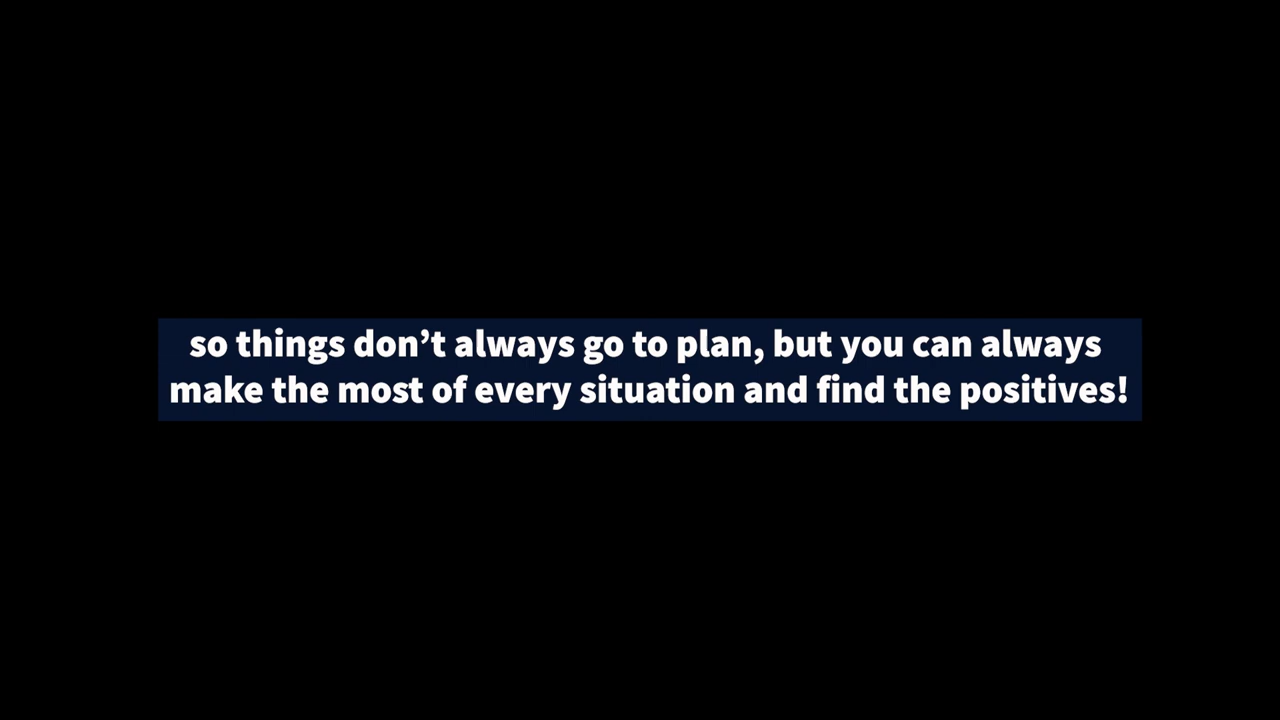 so things don’t always go to plan, but you can always
make the most of every situation and find the positives!